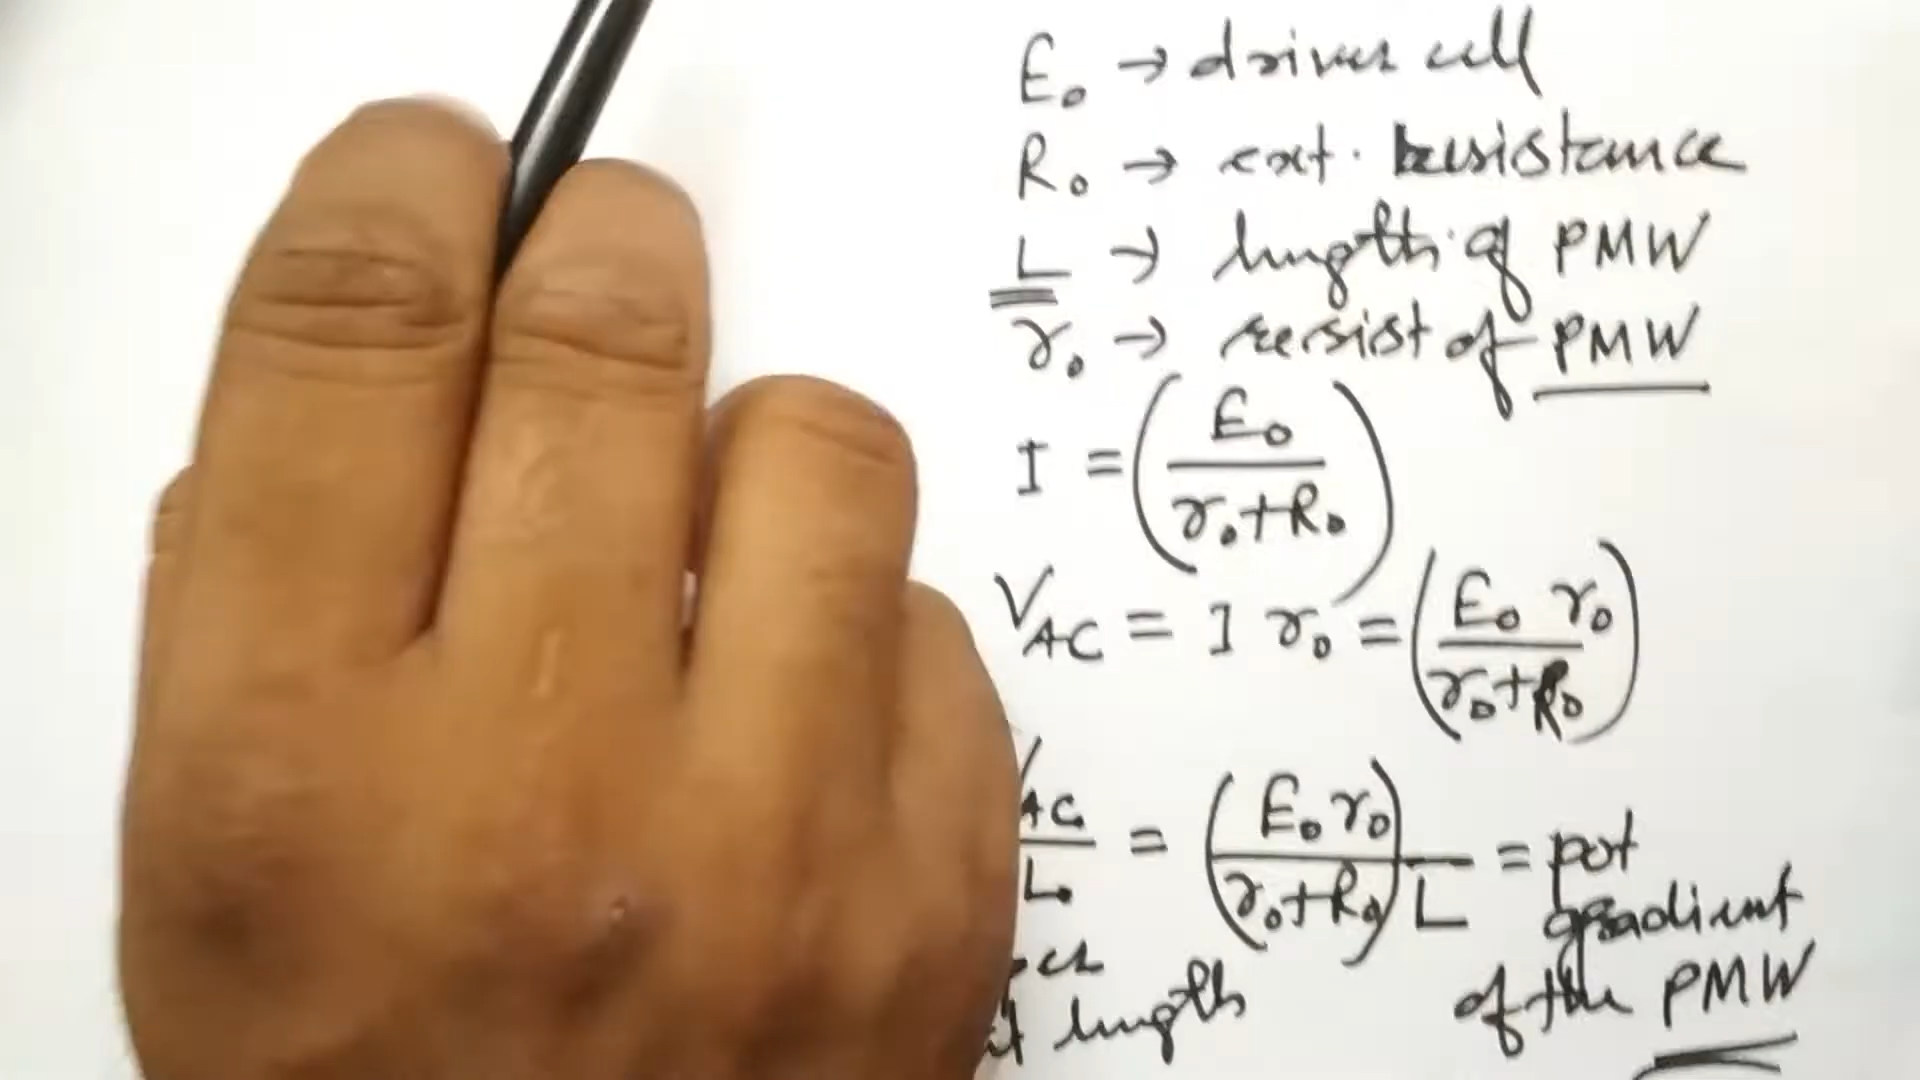 E₀ → driver cell
R₀ → ext. resistance
L → length of PMW
r₀ → resist of PMW
I = (E₀ / (r₀+R₀))
V_AC = I r₀ = (E₀ r₀ / (r₀+R₀))
V_AC / L = (E₀ r₀ / (r₀+R₀)) / L = pot
gradient
length of the PMW